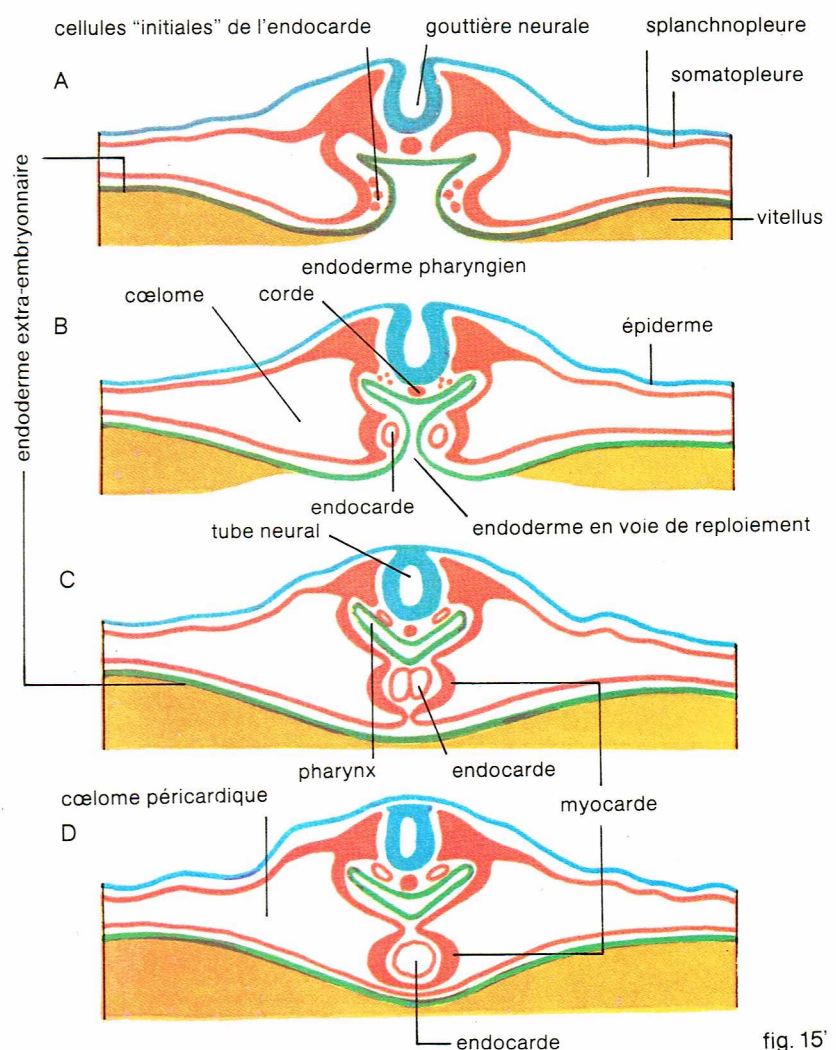 cellules “initiales” de l'endocarde
gouttière neurale
splanchnopleure
A
somatopleure
endoderme extra-embryonnaire
vitellus
endoderme pharyngien
cœlome
corde
B
épiderme
endocarde
tube neural
endoderme en voie de reploiement
C
pharynx
endocarde
cœlome péricardique
myocarde
D
endocarde
fig. 15'